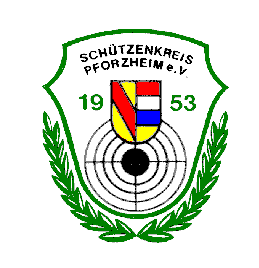 SCHÜTZENKREIS
PFORZHEIM e.V.
19 53